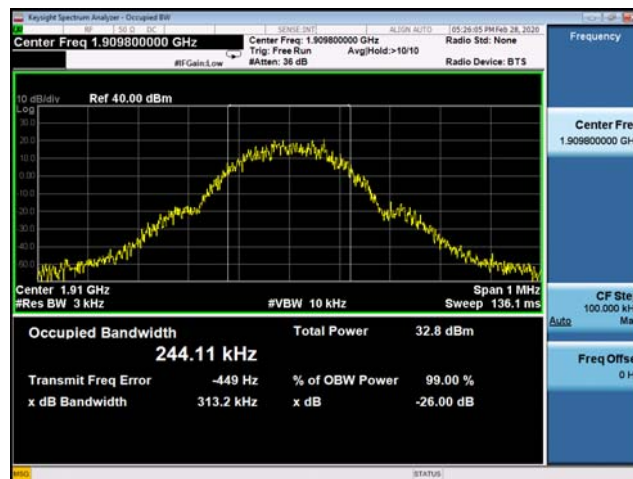 Keysight Spectrum Analyzer - Occupied BW
RF 50 Ω DC SENSE:INT ALIGN AUTO 05:26:05 PM Feb 28, 2020
Center Freq 1.909800000 GHz Center Freq: 1.909800000 GHz Radio Std: None
Trig: Free Run Avg|Hold:>10/10
#IFGain:Low #Atten: 36 dB Radio Device: BTS
10 dB/div Ref 40.00 dBm
Log
30.0
20.0
10.0
0.00
-10.0
-20.0
-30.0
-40.0
-50.0
Center 1.91 GHz Span 1 MHz
#Res BW 3 kHz #VBW 10 kHz Sweep 136.1 ms
Occupied Bandwidth Total Power 32.8 dBm
244.11 kHz
Transmit Freq Error -449 Hz % of OBW Power 99.00 %
x dB Bandwidth 313.2 kHz x dB -26.00 dB
MSG STATUS
Frequency
Center Fre
1.909800000 GH
CF Ste
100.000 kH
Auto Ma
Freq Offse
0 H